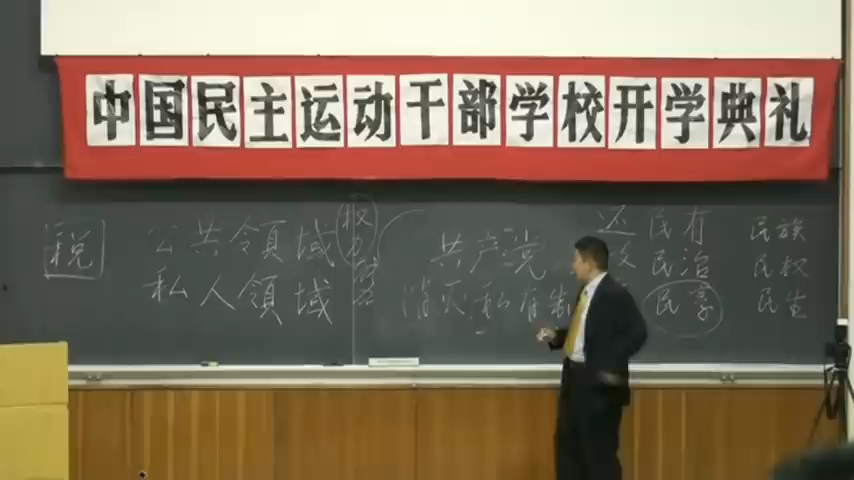 中国民主运动干部学校开学典礼
税
公共領域
私人領域
权力
共产党
消灭私有制
还 民有
民治
民享
民族
民权
民生